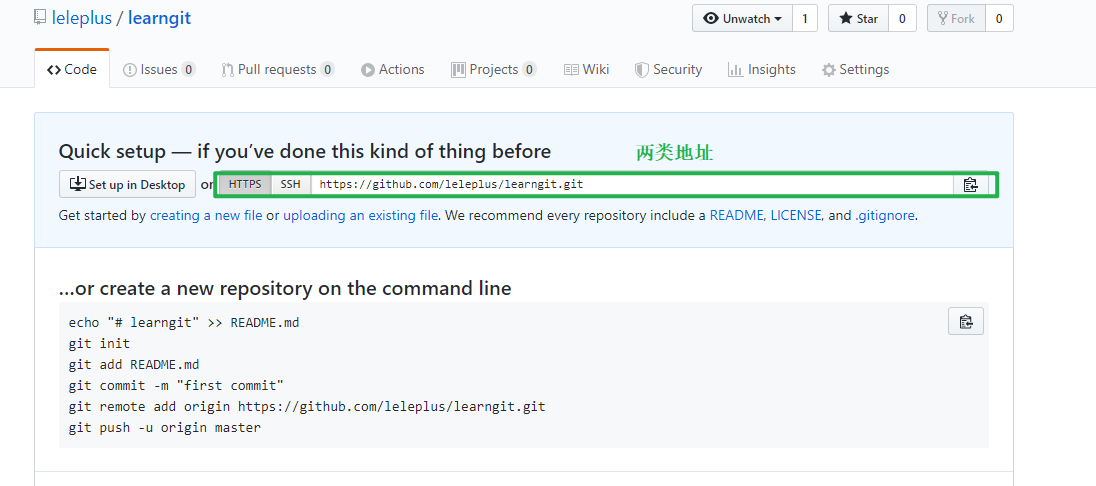 leleplus / learngit
Unwatch 1 Star 0 Fork 0
Code Issues 0 Pull requests 0 Actions Projects 0 Wiki Security Insights Settings
Quick setup — if you’ve done this kind of thing before
两类地址
Set up in Desktop or HTTPS SSH https://github.com/leleplus/learngit.git
Get started by creating a new file or uploading an existing file. We recommend every repository include a README, LICENSE, and .gitignore.
…or create a new repository on the command line
echo "# learngit" >> README.md
git init
git add README.md
git commit -m "first commit"
git remote add origin https://github.com/leleplus/learngit.git
git push -u origin master